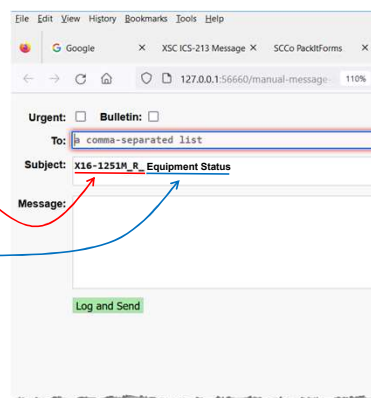 File Edit View History Bookmarks Tools Help
G Google × XSC ICS-213 Message × SCCo PackItForms ×
127.0.0.1:56660/manual-message 110%
Urgent: Bulletin:
To: a comma-separated list
Subject: X16-1251M_R_ Equipment Status
Message:
Log and Send